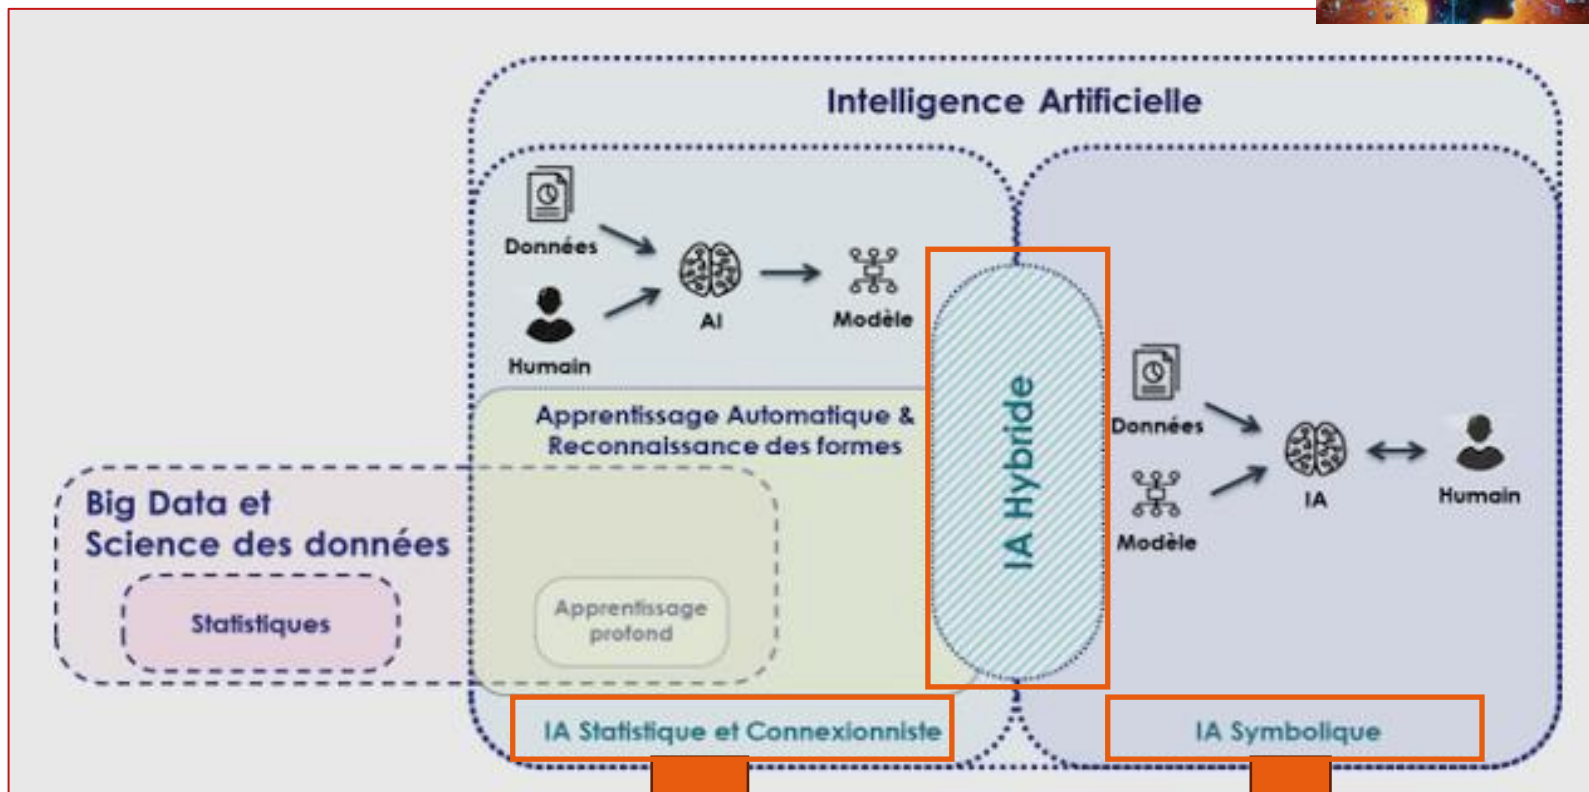 Intelligence Artificielle
Données
Humain
AI
Modèle
Apprentissage Automatique &
Reconnaissance des formes
Big Data et
Science des données
Statistiques
Apprentissage
profond
IA Statistique et Connexionniste
IA Hybride
Données
Modèle
IA
Humain
IA Symbolique